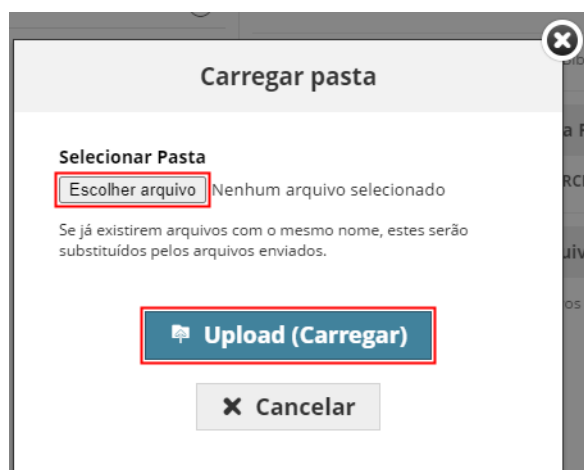 Carregar pasta
Selecionar Pasta
Escolher arquivo Nenhum arquivo selecionado
Se já existirem arquivos com o mesmo nome, estes serão
substituídos pelos arquivos enviados.
Upload (Carregar)
Cancelar